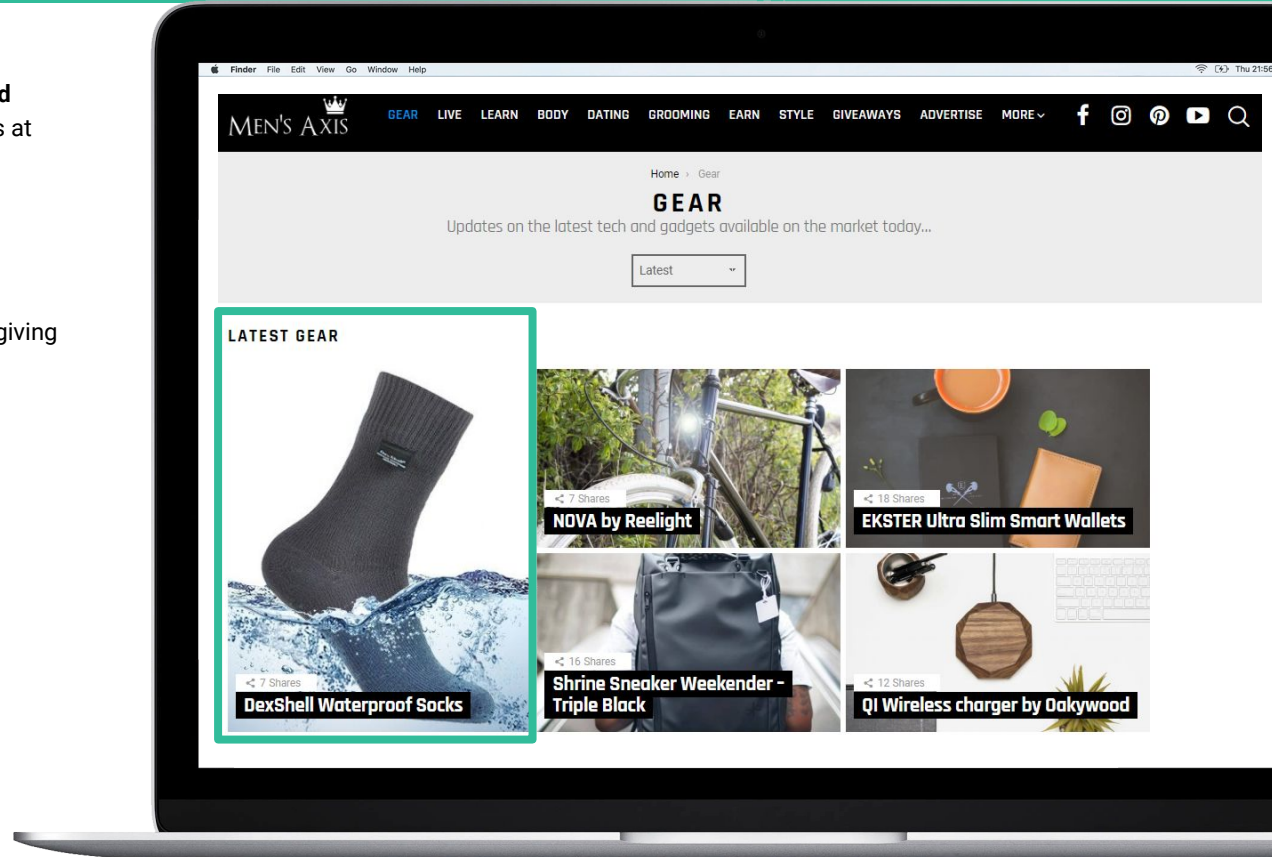 d
s at
giving
Finder File Edit View Go Window Help
Thu 21:56
MEN'S AXIS
GEAR LIVE LEARN BODY DATING GROOMING EARN STYLE GIVEAWAYS ADVERTISE MORE
Home › Gear
GEAR
Updates on the latest tech and gadgets available on the market today...
Latest
LATEST GEAR
7 Shares
DexShell Waterproof Socks
7 Shares
NOVA by Reelight
18 Shares
EKSTER Ultra Slim Smart Wallets
16 Shares
Shrine Sneaker Weekender -
Triple Black
12 Shares
QI Wireless charger by Oakywood